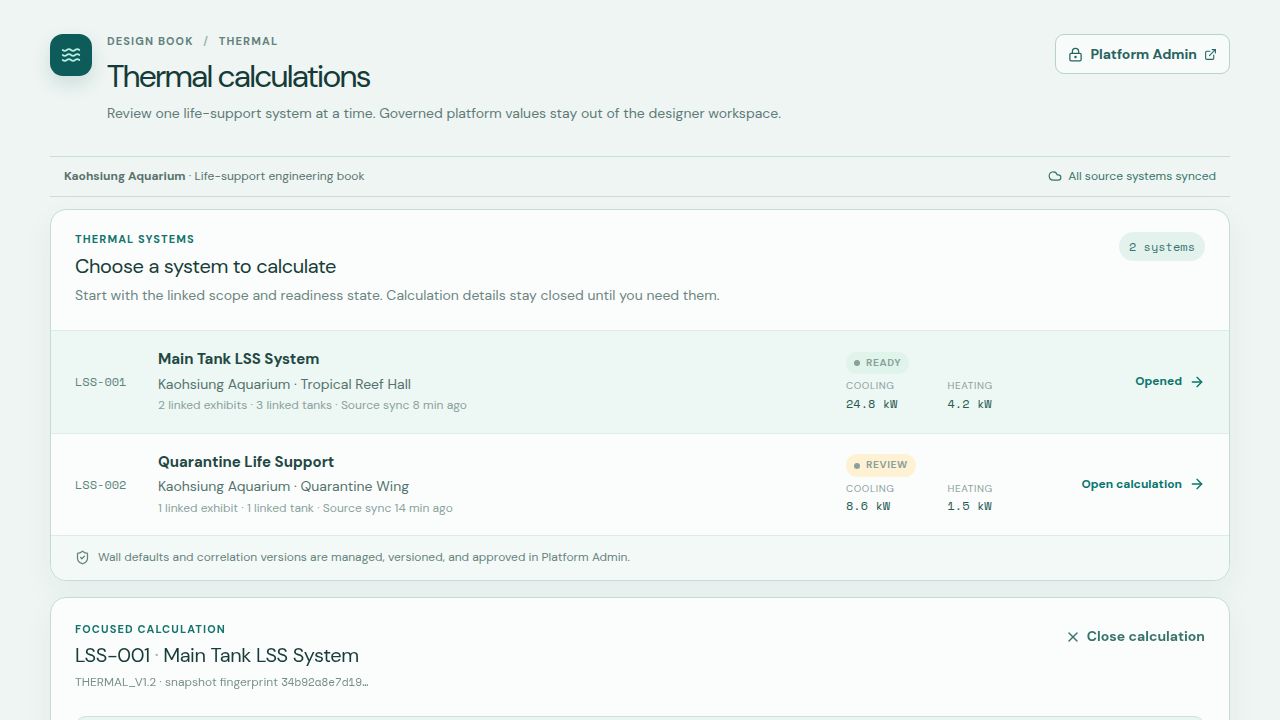 DESIGN BOOK / THERMAL
Thermal calculations
Review one life-support system at a time. Governed platform values stay out of the designer workspace.
Platform Admin
Kaohsiung Aquarium · Life-support engineering book
All source systems synced
THERMAL SYSTEMS
Choose a system to calculate
Start with the linked scope and readiness state. Calculation details stay closed until you need them.
2 systems
LSS-001
Main Tank LSS System
Kaohsiung Aquarium · Tropical Reef Hall
2 linked exhibits · 3 linked tanks · Source sync 8 min ago
READY
COOLING HEATING
24.8 kW 4.2 kW
Opened
LSS-002
Quarantine Life Support
Kaohsiung Aquarium · Quarantine Wing
1 linked exhibit · 1 linked tank · Source sync 14 min ago
REVIEW
COOLING HEATING
8.6 kW 1.5 kW
Open calculation
Wall defaults and correlation versions are managed, versioned, and approved in Platform Admin.
FOCUSED CALCULATION
LSS-001 · Main Tank LSS System
THERMAL_V1.2 · snapshot fingerprint 34b92a8e7d19…
Close calculation